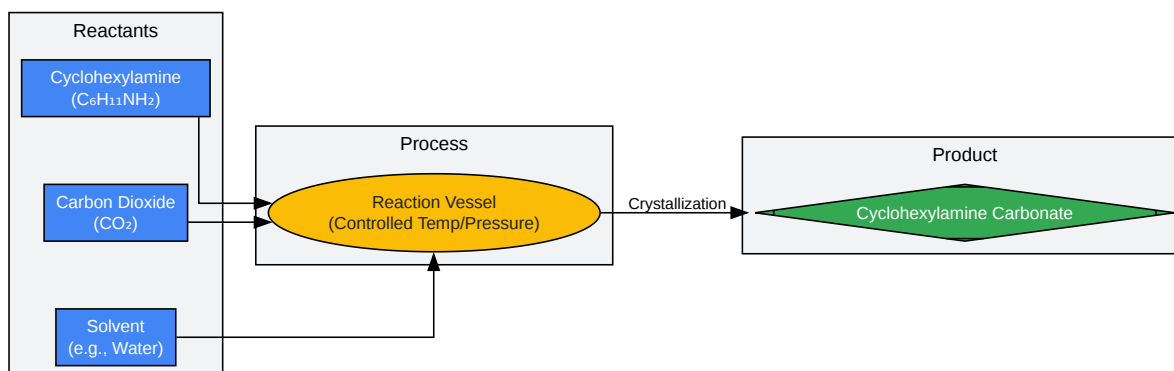 Reactants
Cyclohexylamine
(C₆H₁₁NH₂)
Carbon Dioxide
(CO₂)
Solvent
(e.g., Water)
Process
Reaction Vessel
(Controlled Temp/Pressure)
Crystallization
Product
Cyclohexylamine Carbonate